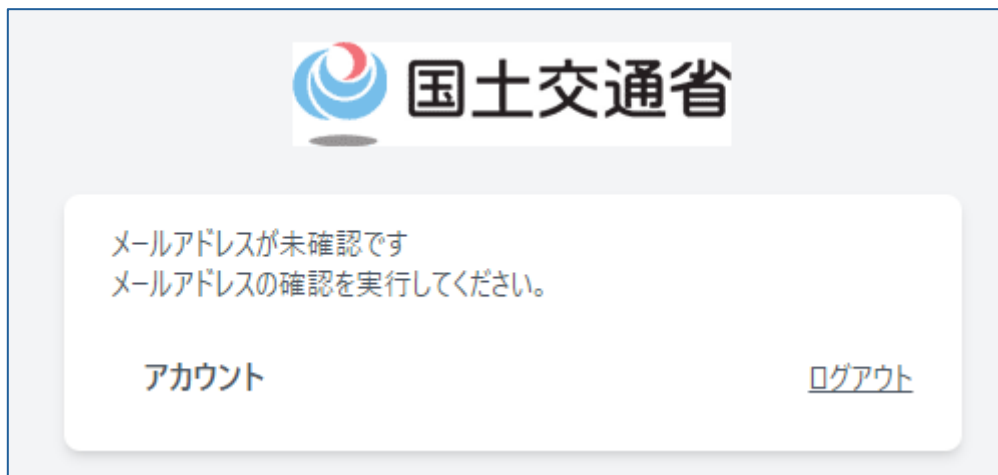 国土交通省
メールアドレスが未確認です
メールアドレスの確認を実行してください。
アカウント ログアウト